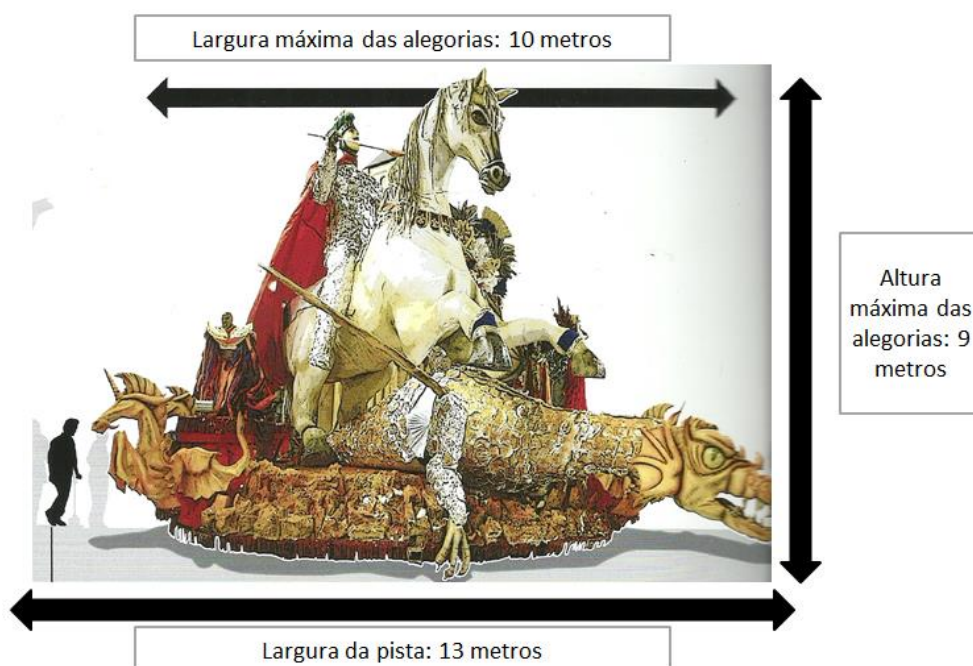 Largura máxima das alegorias: 10 metros
Altura
máxima das
alegorias: 9
metros
Largura da pista: 13 metros